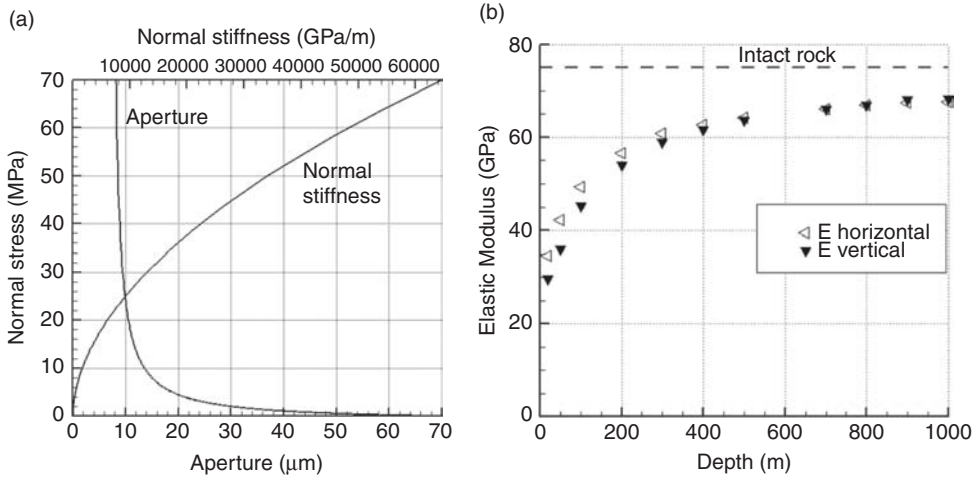 (a)
Normal stiffness (GPa/m)
10000 20000 30000 40000 50000 60000
70
60
50
40
30
20
10
0
Normal stress (MPa)
Aperture
Normal
stiffness
0 10 20 30 40 50 60 70
Aperture (μm)
(b)
80
60
40
20
0
Elastic Modulus (GPa)
Intact rock
E horizontal
E vertical
0 200 400 600 800 1000
Depth (m)